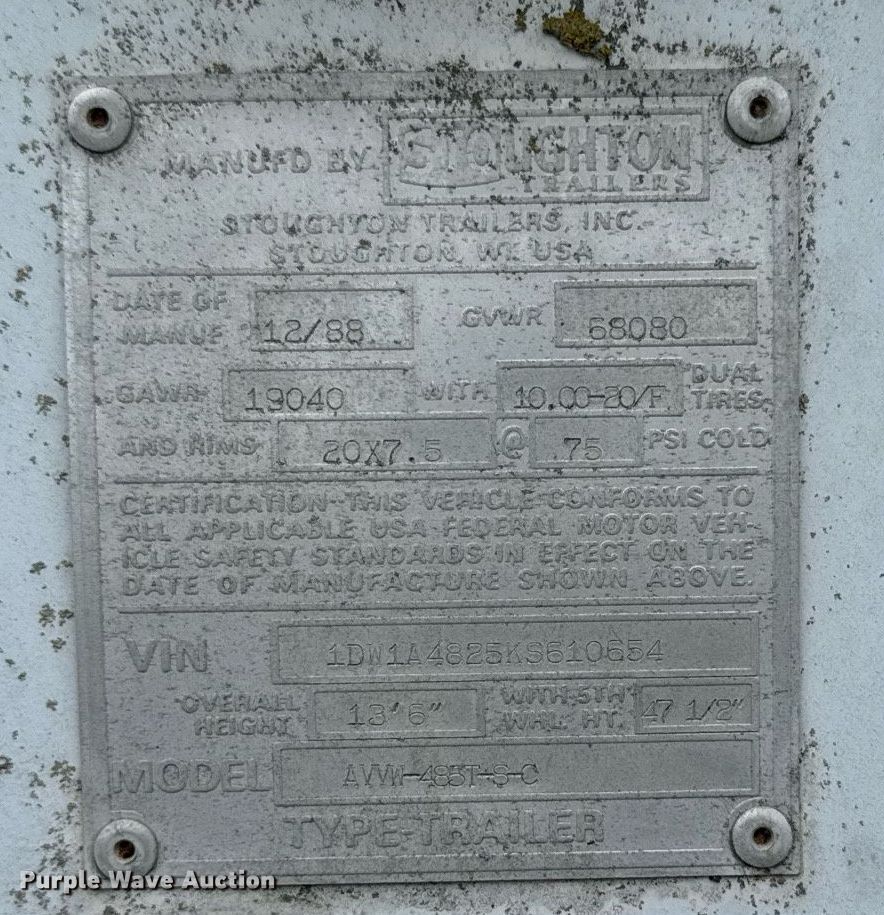 MANUFD BY STOUGHTON
TRAILERS
STOUGHTON TRAILERS, INC.
STOUGHTON, WI. USA
DATE OF MANUF 12/88 GVWR 68080
GAWR 19040 WITH 10.00-20/F DUAL TIRES
AND RIMS 20X7.5 @ 75 PSI COLD
CERTIFICATION-THIS VEHICLE CONFORMS TO
ALL APPLICABLE USA FEDERAL MOTOR VEH-
ICLE SAFETY STANDARDS IN EFFECT ON THE
DATE OF MANUFACTURE SHOWN ABOVE.
VIN 1DW1A4825KS610654
OVERALL HEIGHT 13'6" WITH 5TH WHL. HT. 47 1/2"
MODEL AVW-485T-S-C
TYPE-TRAILER
Purple Wave Auction